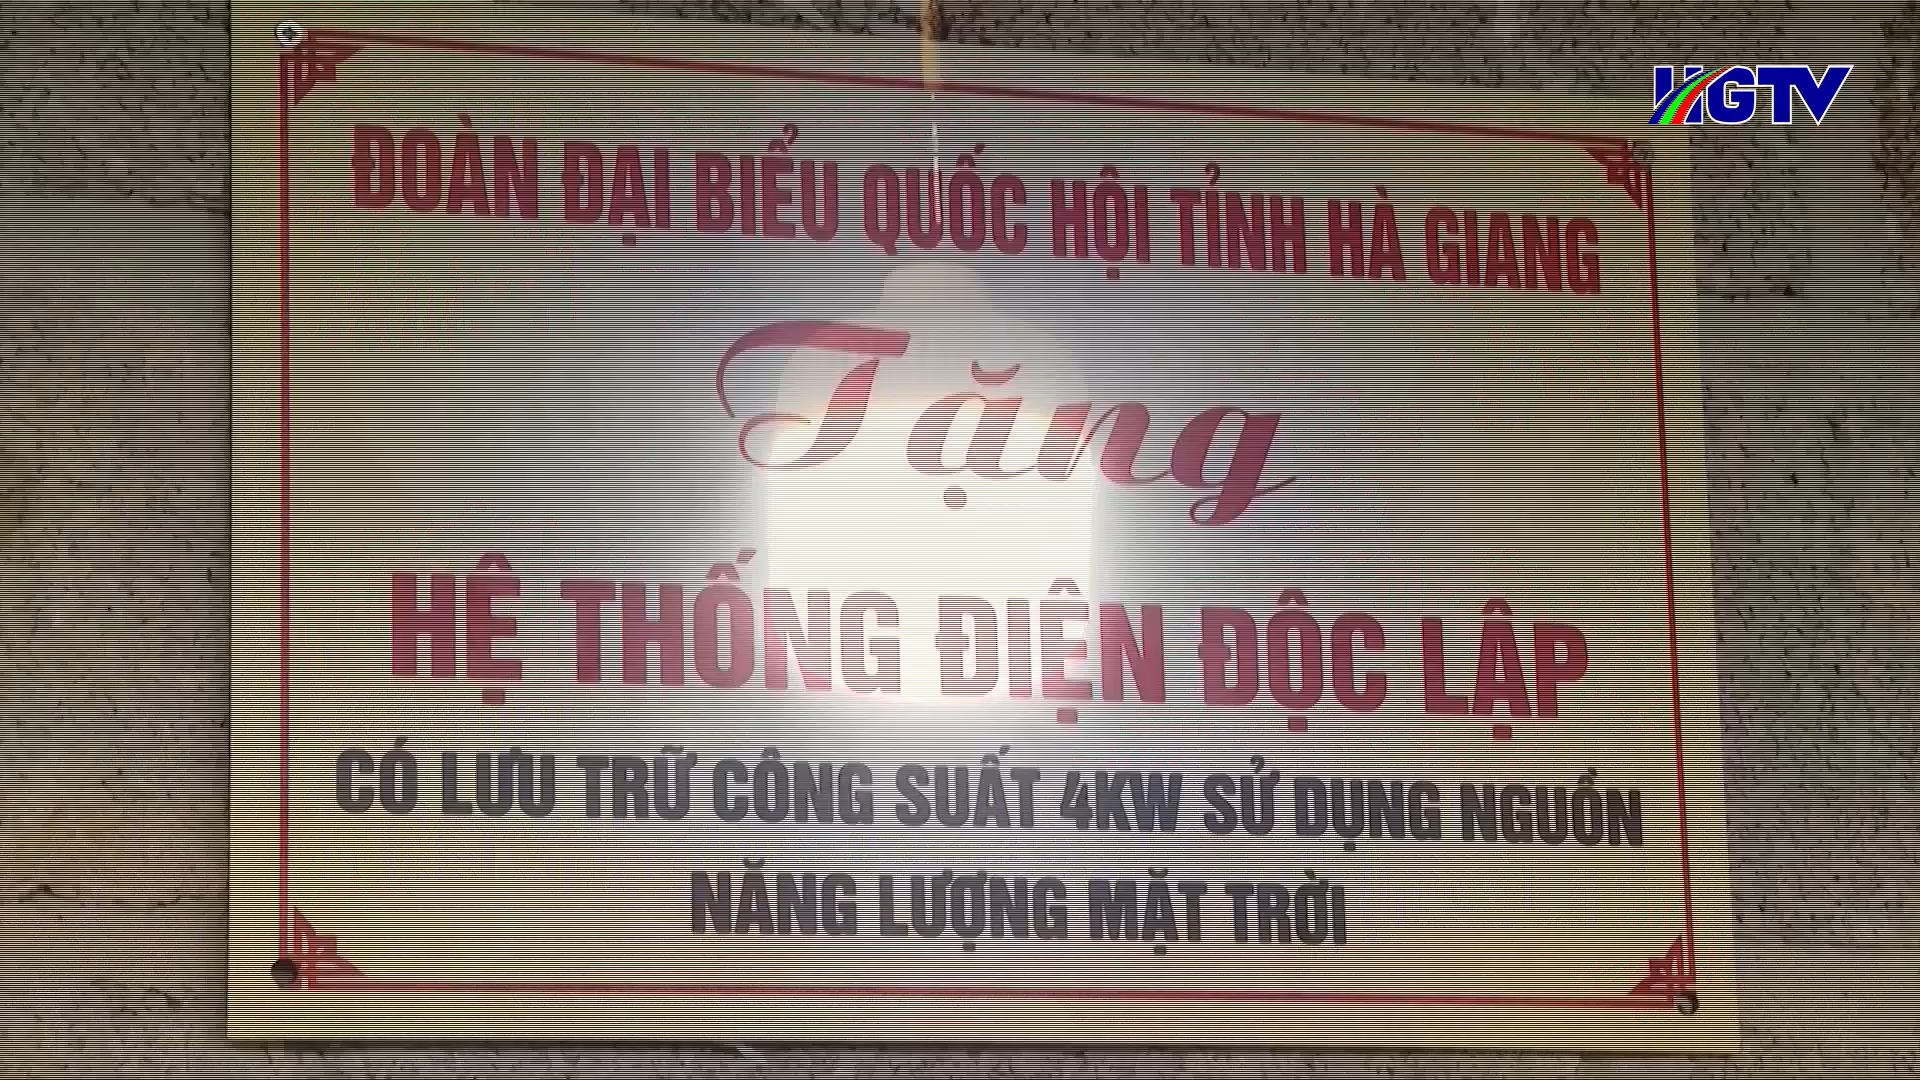 HGTV
ĐOÀN ĐẠI BIỂU QUỐC HỘI TỈNH HÀ GIANG
Tặng
HỆ THỐNG ĐIỆN ĐỘC LẬP
CÓ LƯU TRỮ CÔNG SUẤT 4KW SỬ DỤNG NGUỒN
NĂNG LƯỢNG MẶT TRỜI